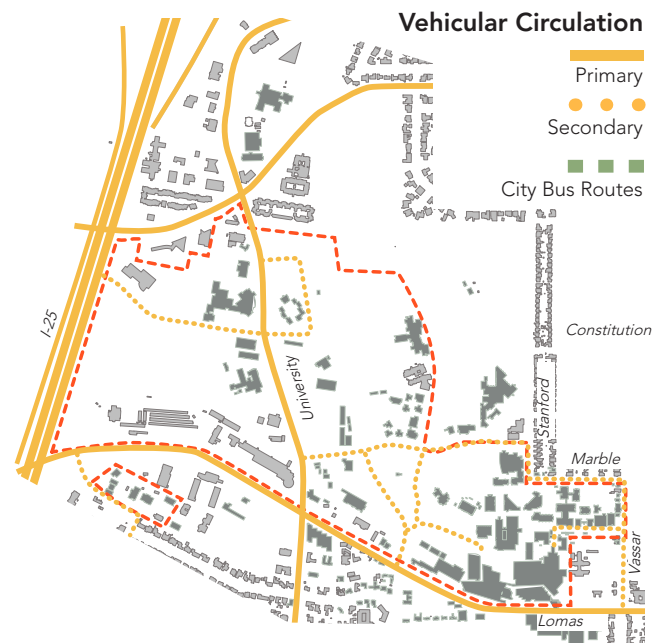 Vehicular Circulation
Primary
Secondary
City Bus Routes
I-25
Constitution
University
Stanford
Marble
Vassar
Lomas